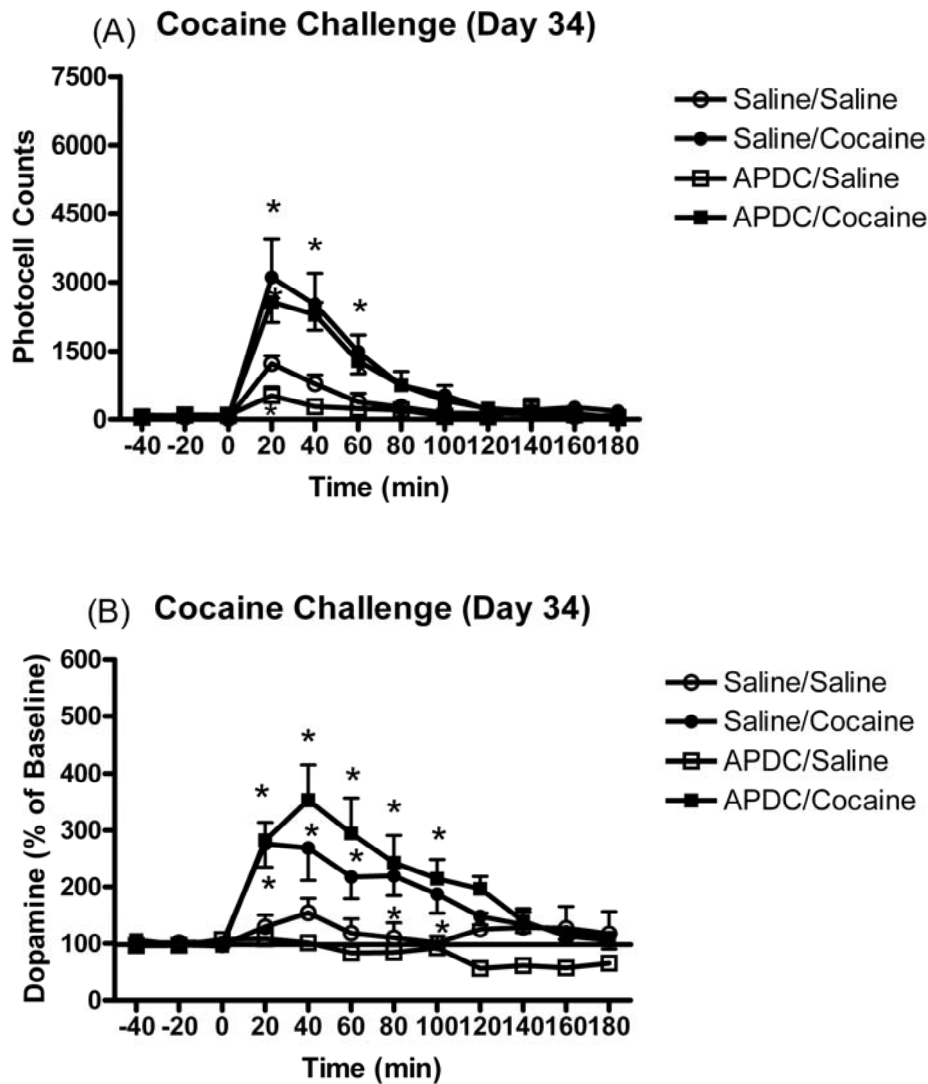 (A) Cocaine Challenge (Day 34)
7500
6000
4500
3000
1500
0
Photocell Counts
* * *
*
*
-40 -20 0 20 40 60 80 100 120 140 160 180
Time (min)
Saline/Saline
Saline/Cocaine
APDC/Saline
APDC/Cocaine
(B) Cocaine Challenge (Day 34)
600
500
400
300
200
100
0
Dopamine (% of Baseline)
* * * * *
* * * * *
-40 -20 0 20 40 60 80 100 120 140 160 180
Time (min)
Saline/Saline
Saline/Cocaine
APDC/Saline
APDC/Cocaine